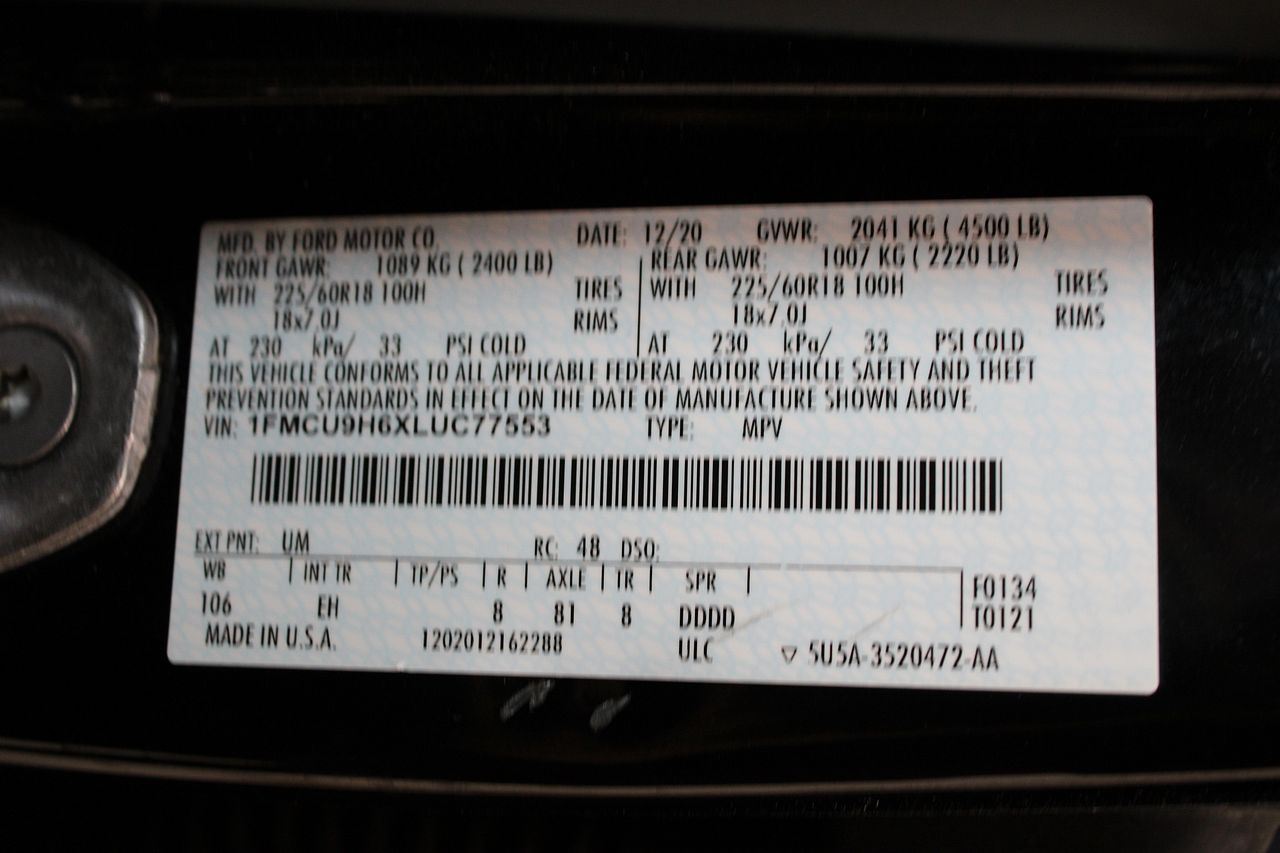 MFD. BY FORD MOTOR CO. DATE: 12/20 GVWR: 2041 KG ( 4500 LB)
FRONT GAWR: 1089 KG ( 2400 LB) REAR GAWR: 1007 KG ( 2220 LB)
WITH 225/60R18 100H TIRES WITH 225/60R18 100H TIRES
18x7.0J RIMS 18x7.0J RIMS
AT 230 kPa/ 33 PSI COLD AT 230 kPa/ 33 PSI COLD
THIS VEHICLE CONFORMS TO ALL APPLICABLE FEDERAL MOTOR VEHICLE SAFETY AND THEFT
PREVENTION STANDARDS IN EFFECT ON THE DATE OF MANUFACTURE SHOWN ABOVE.
VIN: 1FMCU9H6XLUC77553 TYPE: MPV
EXT PNT: UM RC: 48 DSO:
WB INT TR TP/PS R AXLE TR SPR F0134
106 EH 8 81 8 DDDD T0121
MADE IN U.S.A. 1202012162288 ULC ▽ 5U5A-3520472-AA